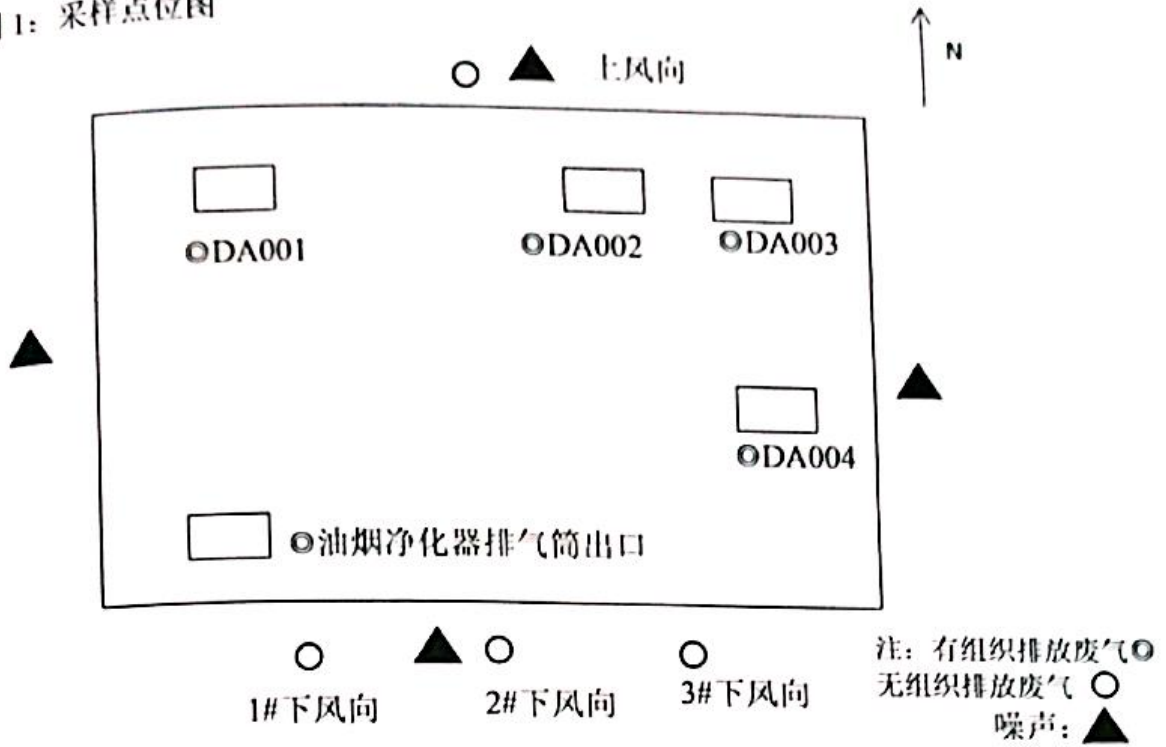 1：采样点位图
上风向
N
◎DA001
◎DA002
◎DA003
◎DA004
◎油烟净化器排气筒出口
1#下风向
2#下风向
3#下风向
注：有组织排放废气◎
无组织排放废气○
噪声：▲